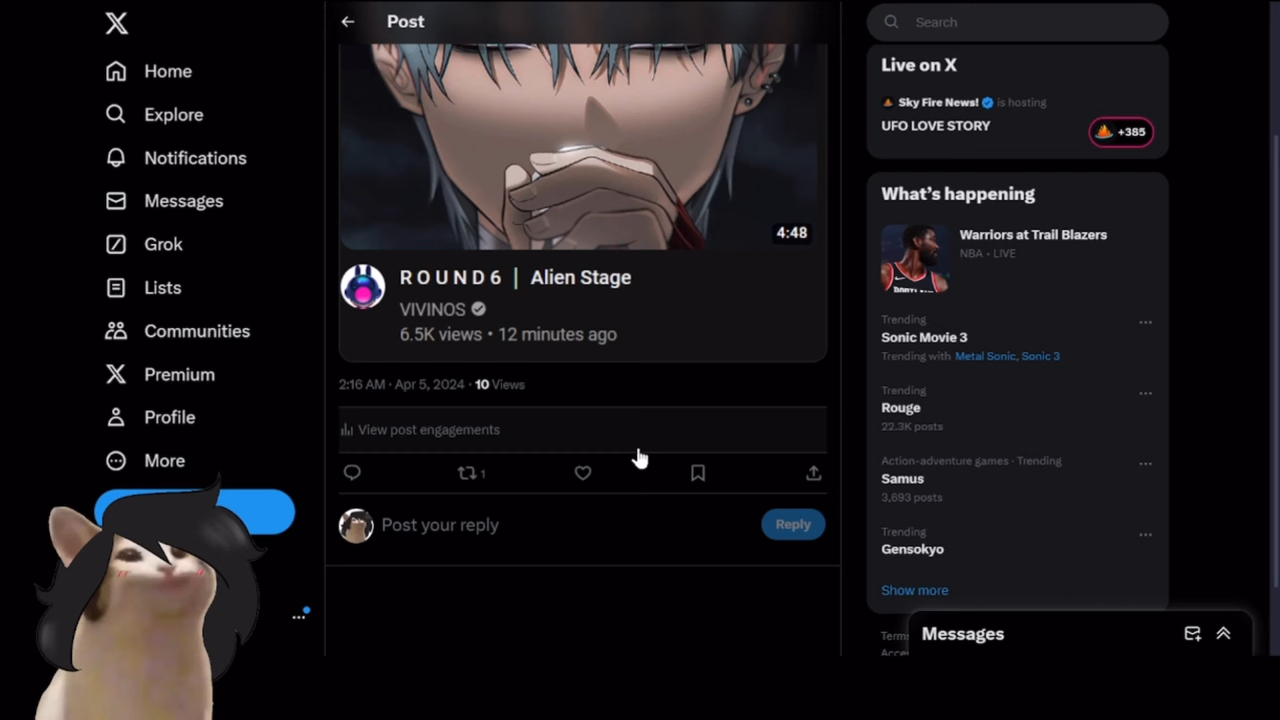 Home
Explore
Notifications
Messages
Grok
Lists
Communities
Premium
Profile
More
Post
4:48
R O U N D 6 | Alien Stage
VIVINOS
6.5K views • 12 minutes ago
2:16 AM · Apr 5, 2024 · 10 Views
View post engagements
1
Post your reply
Reply
Search
Live on X
Sky Fire News! is hosting
UFO LOVE STORY
+385
What's happening
Warriors at Trail Blazers
NBA · LIVE
Trending
Sonic Movie 3
Trending with Metal Sonic, Sonic 3
Trending
Rouge
22.3K posts
Action-adventure games · Trending
Samus
3,693 posts
Trending
Gensokyo
Show more
Messages